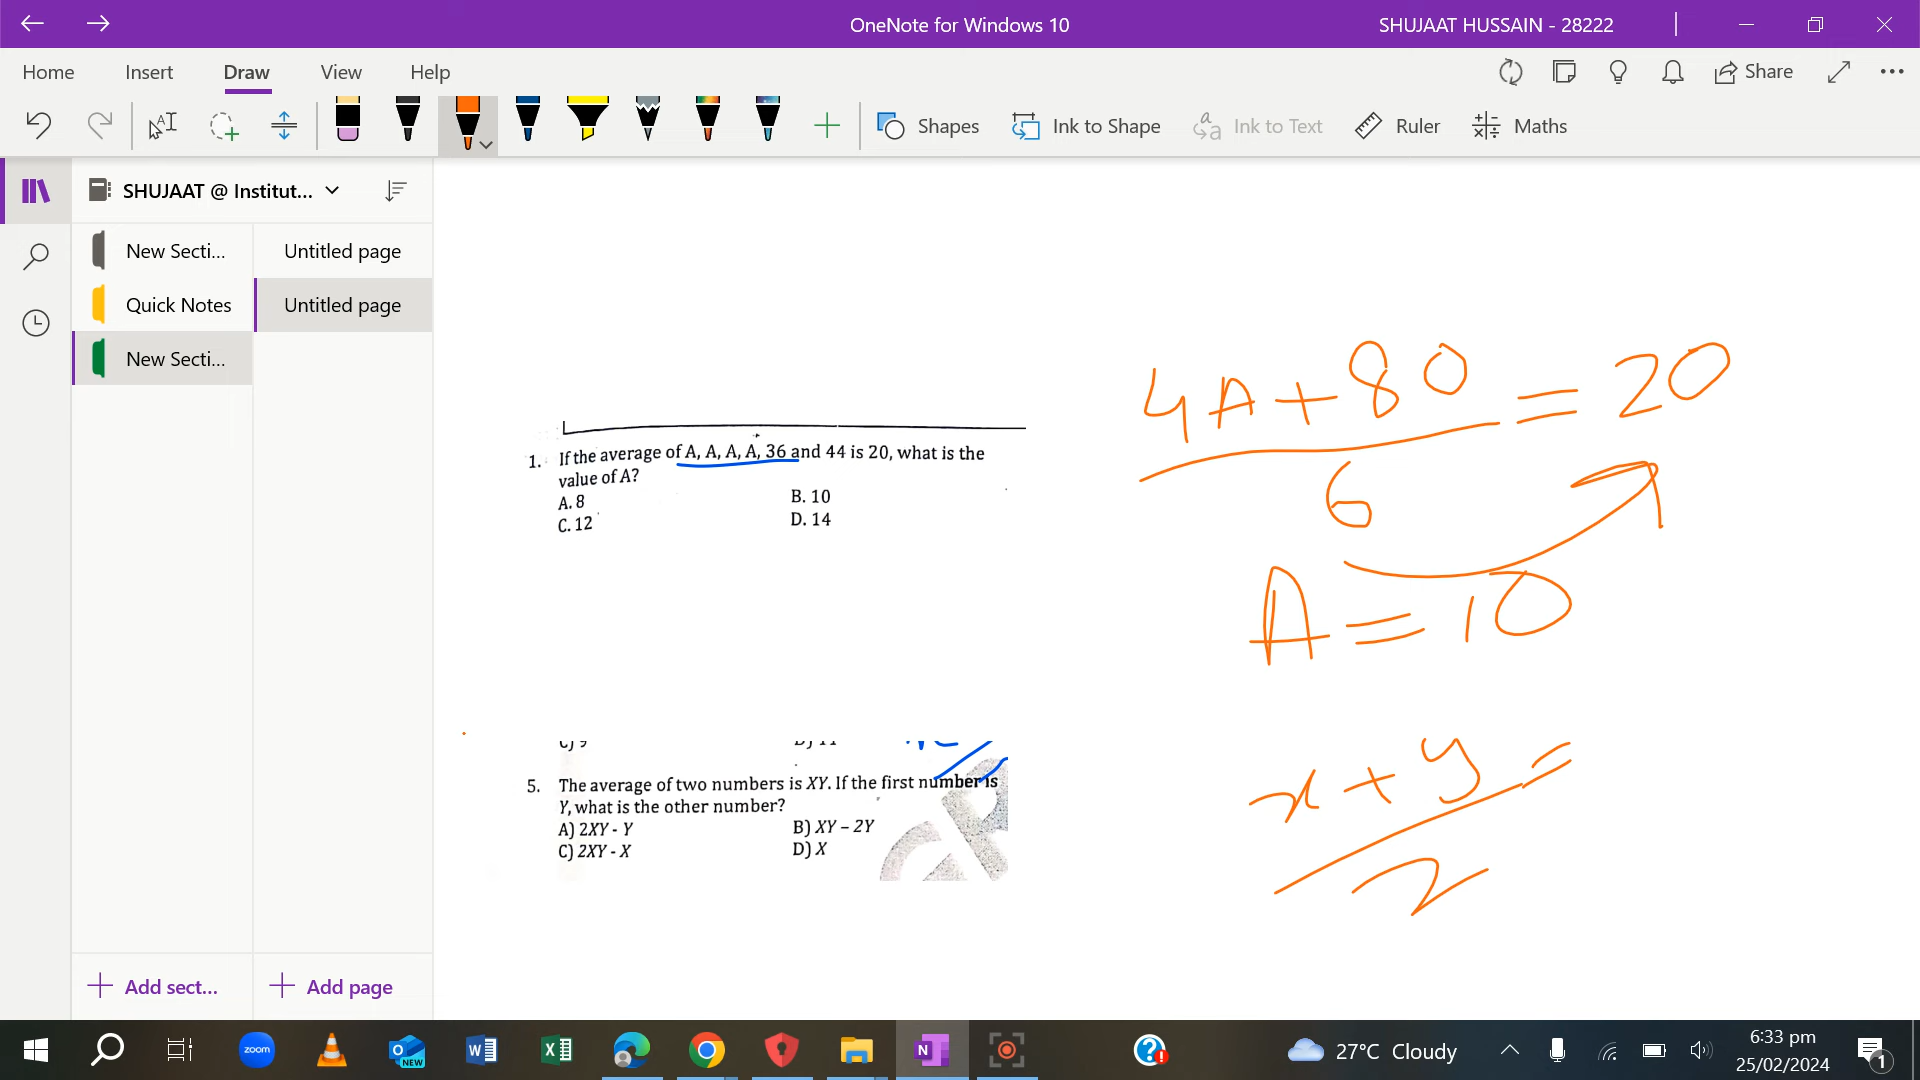 OneNote for Windows 10
SHUJAAT HUSSAIN - 28222
Home Insert Draw View Help
Share
Shapes Ink to Shape Ink to Text Ruler Maths
SHUJAAT @ Institut...
New Secti...
Quick Notes
New Secti...
Untitled page
Untitled page
1. If the average of A, A, A, A, 36 and 44 is 20, what is the
value of A?
A. 8 B. 10
C. 12 D. 14
4A+80 = 20
6
A = 10
5. The average of two numbers is XY. If the first number is
Y, what is the other number?
A) 2XY - Y B) XY – 2Y
C) 2XY - X D) X
x + y =
2
Add sect...
Add page
zoom
NEW
27°C Cloudy
6:33 pm
25/02/2024
1